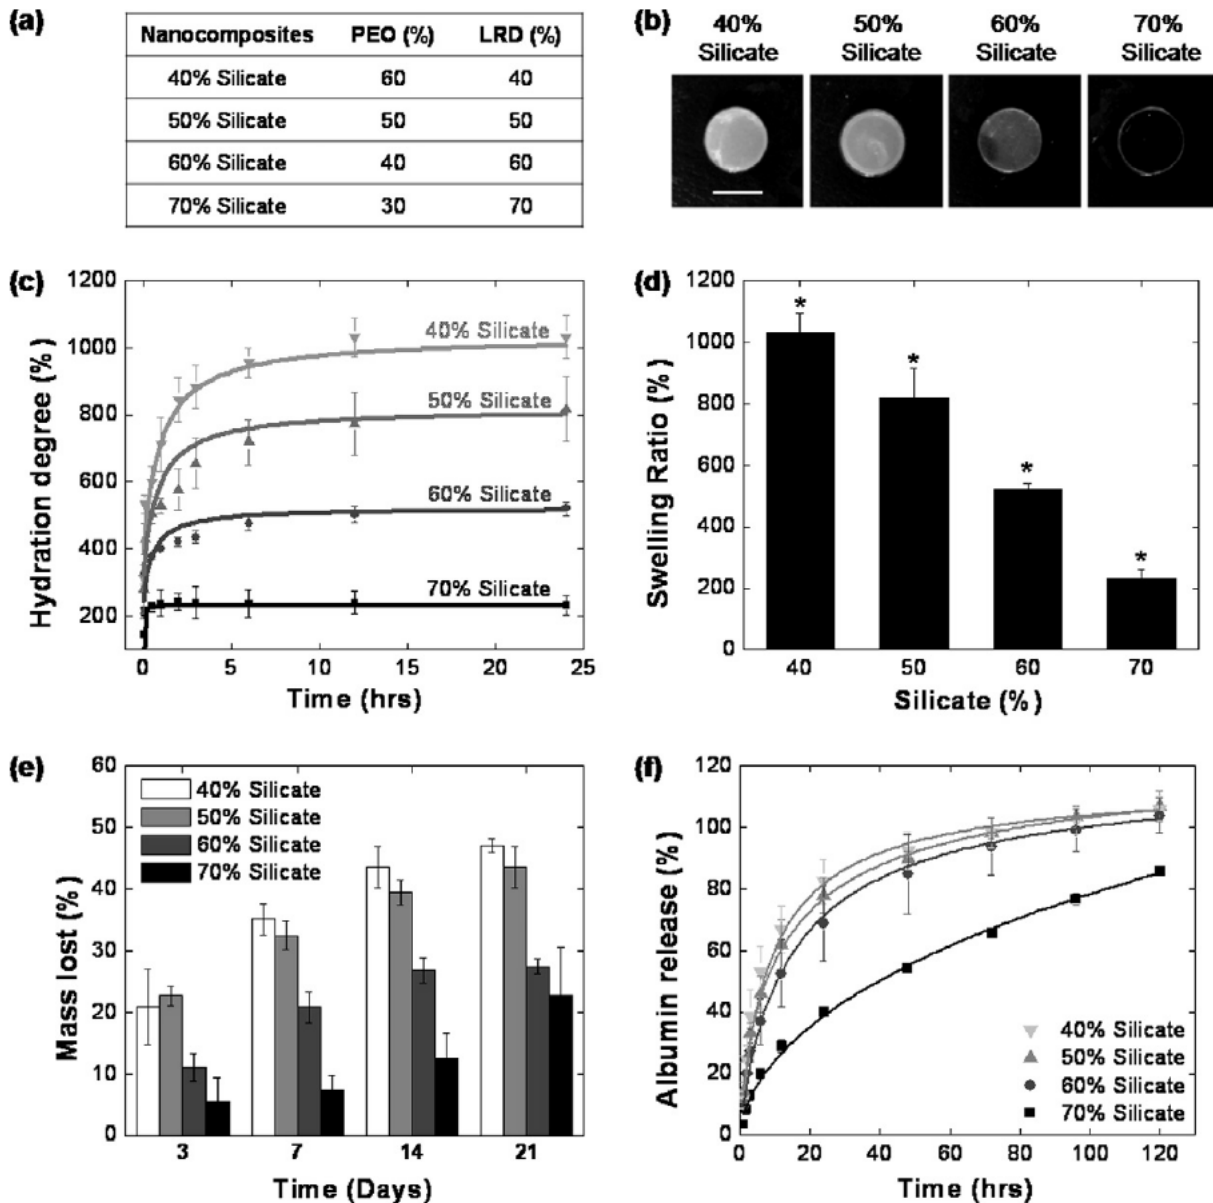 (a)
Nanocomposites PEO (%) LRD (%)
40% Silicate 60 40
50% Silicate 50 50
60% Silicate 40 60
70% Silicate 30 70
(b)
40% Silicate
50% Silicate
60% Silicate
70% Silicate
(c)
Hydration degree (%)
1200
1000
800
600
400
200
40% Silicate
50% Silicate
60% Silicate
70% Silicate
0 5 10 15 20 25
Time (hrs)
(d)
Swelling Ratio (%)
1200
1000
800
600
400
200
0
* * * *
40 50 60 70
Silicate (%)
(e)
Mass lost (%)
60
50
40
30
20
10
0
40% Silicate
50% Silicate
60% Silicate
70% Silicate
3 7 14 21
Time (Days)
(f)
Albumin release (%)
120
100
80
60
40
20
0
40% Silicate
50% Silicate
60% Silicate
70% Silicate
0 20 40 60 80 100 120
Time (hrs)